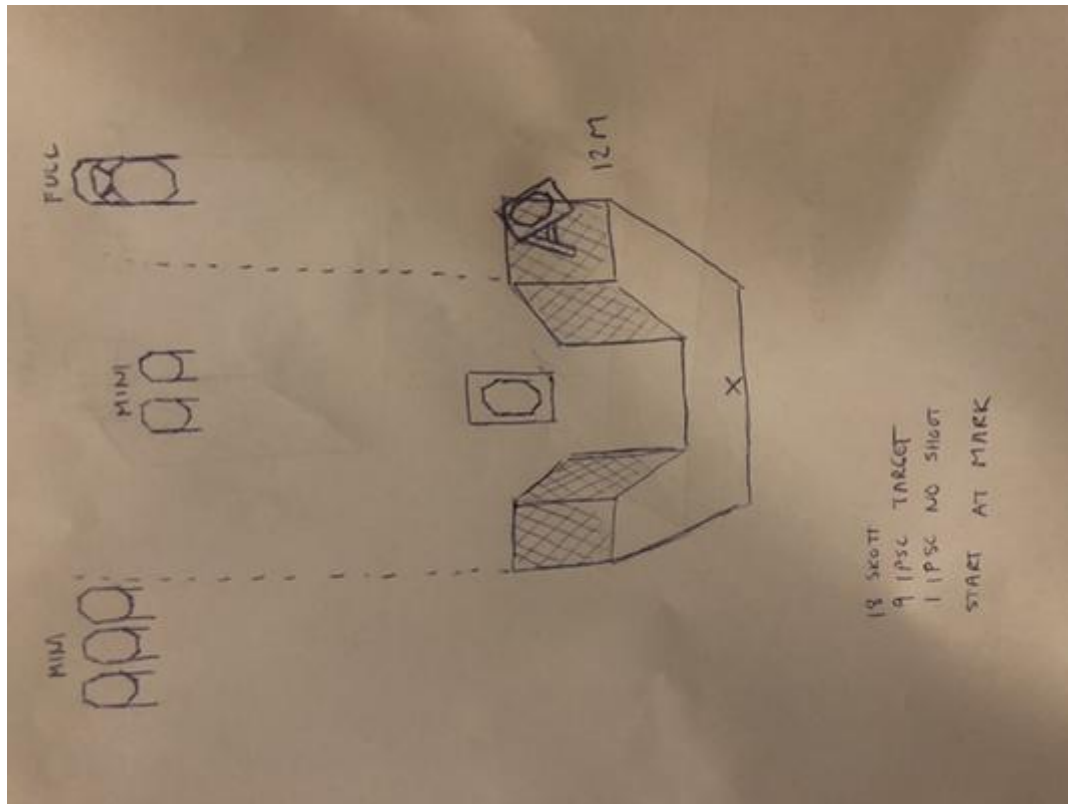 FULL
MINI
MINI
12M
18 SKOTT
9 IPSC TARGET
1 IPSC NO SHOOT
START AT MARK
X